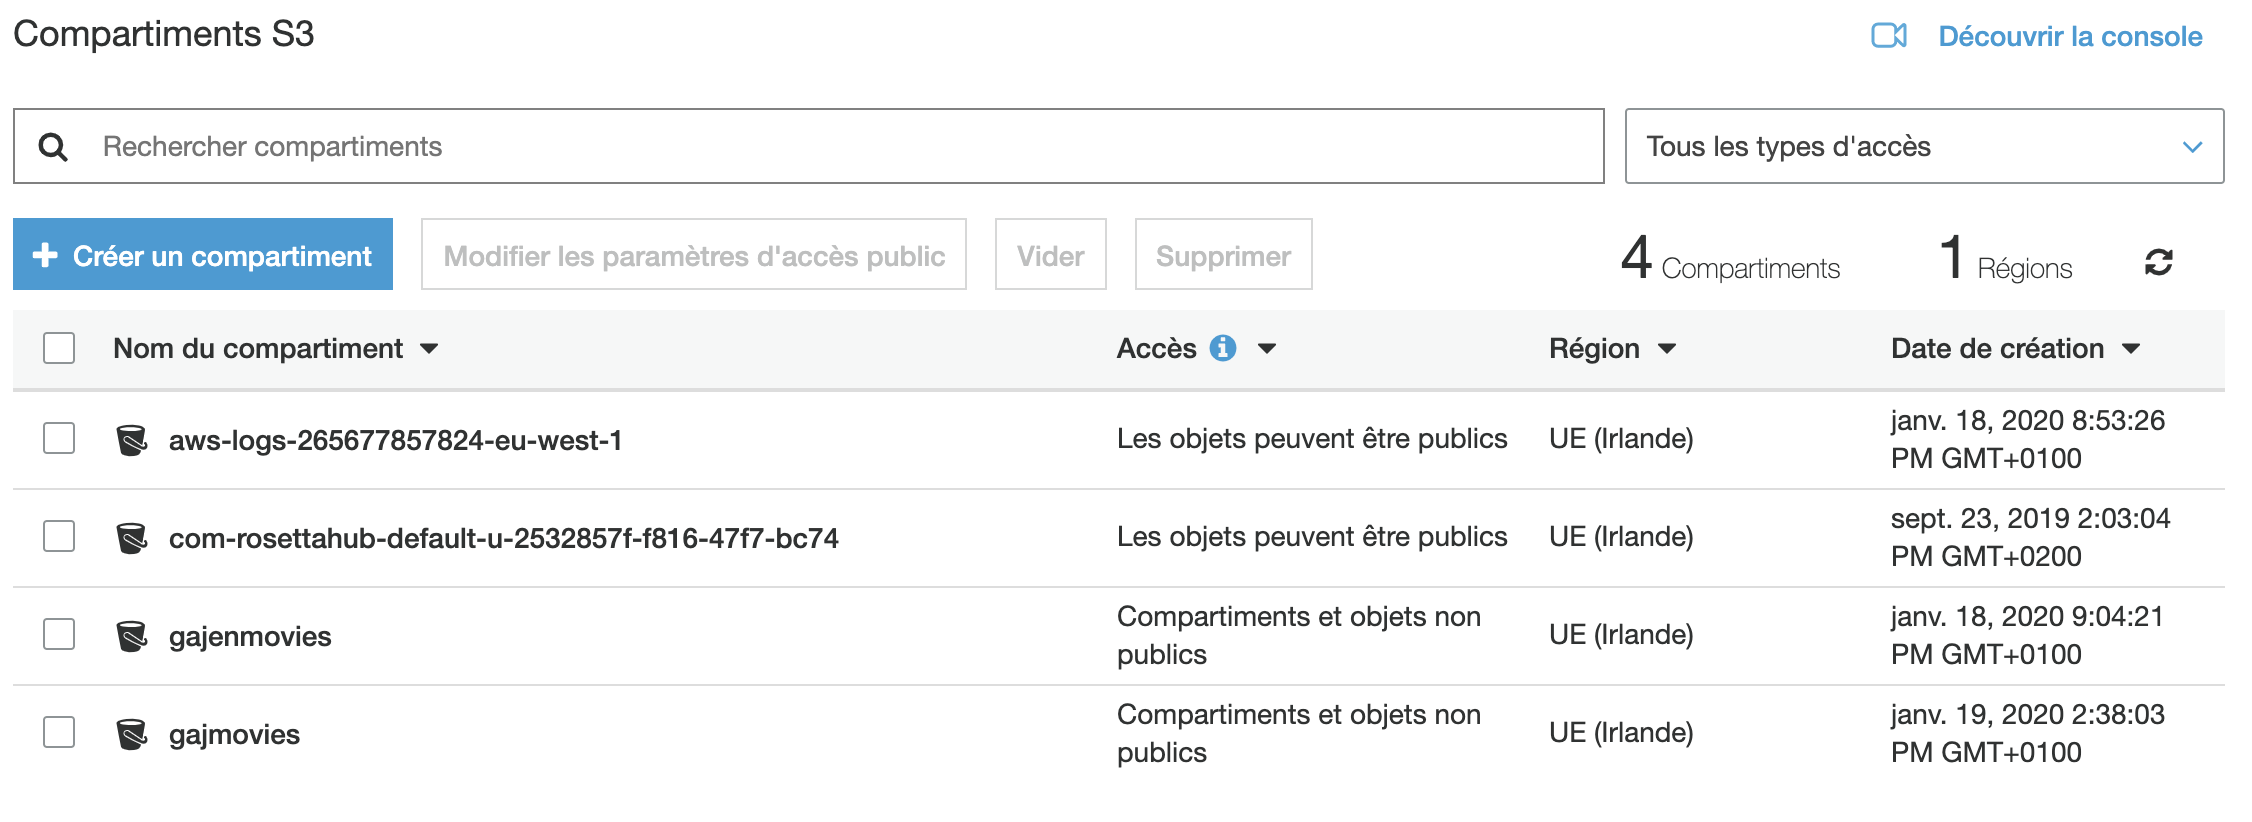 Compartiments S3
Découvrir la console
Rechercher compartiments
Tous les types d'accès
Créer un compartiment
Modifier les paramètres d'accès public
Vider
Supprimer
4 Compartiments
1 Régions
Nom du compartiment
Accès
Région
Date de création
aws-logs-265677857824-eu-west-1
Les objets peuvent être publics
UE (Irlande)
janv. 18, 2020 8:53:26
PM GMT+0100
com-rosettahub-default-u-2532857f-f816-47f7-bc74
Les objets peuvent être publics
UE (Irlande)
sept. 23, 2019 2:03:04
PM GMT+0200
gajenmovies
Compartiments et objets non
publics
UE (Irlande)
janv. 18, 2020 9:04:21
PM GMT+0100
gajmovies
Compartiments et objets non
publics
UE (Irlande)
janv. 19, 2020 2:38:03
PM GMT+0100